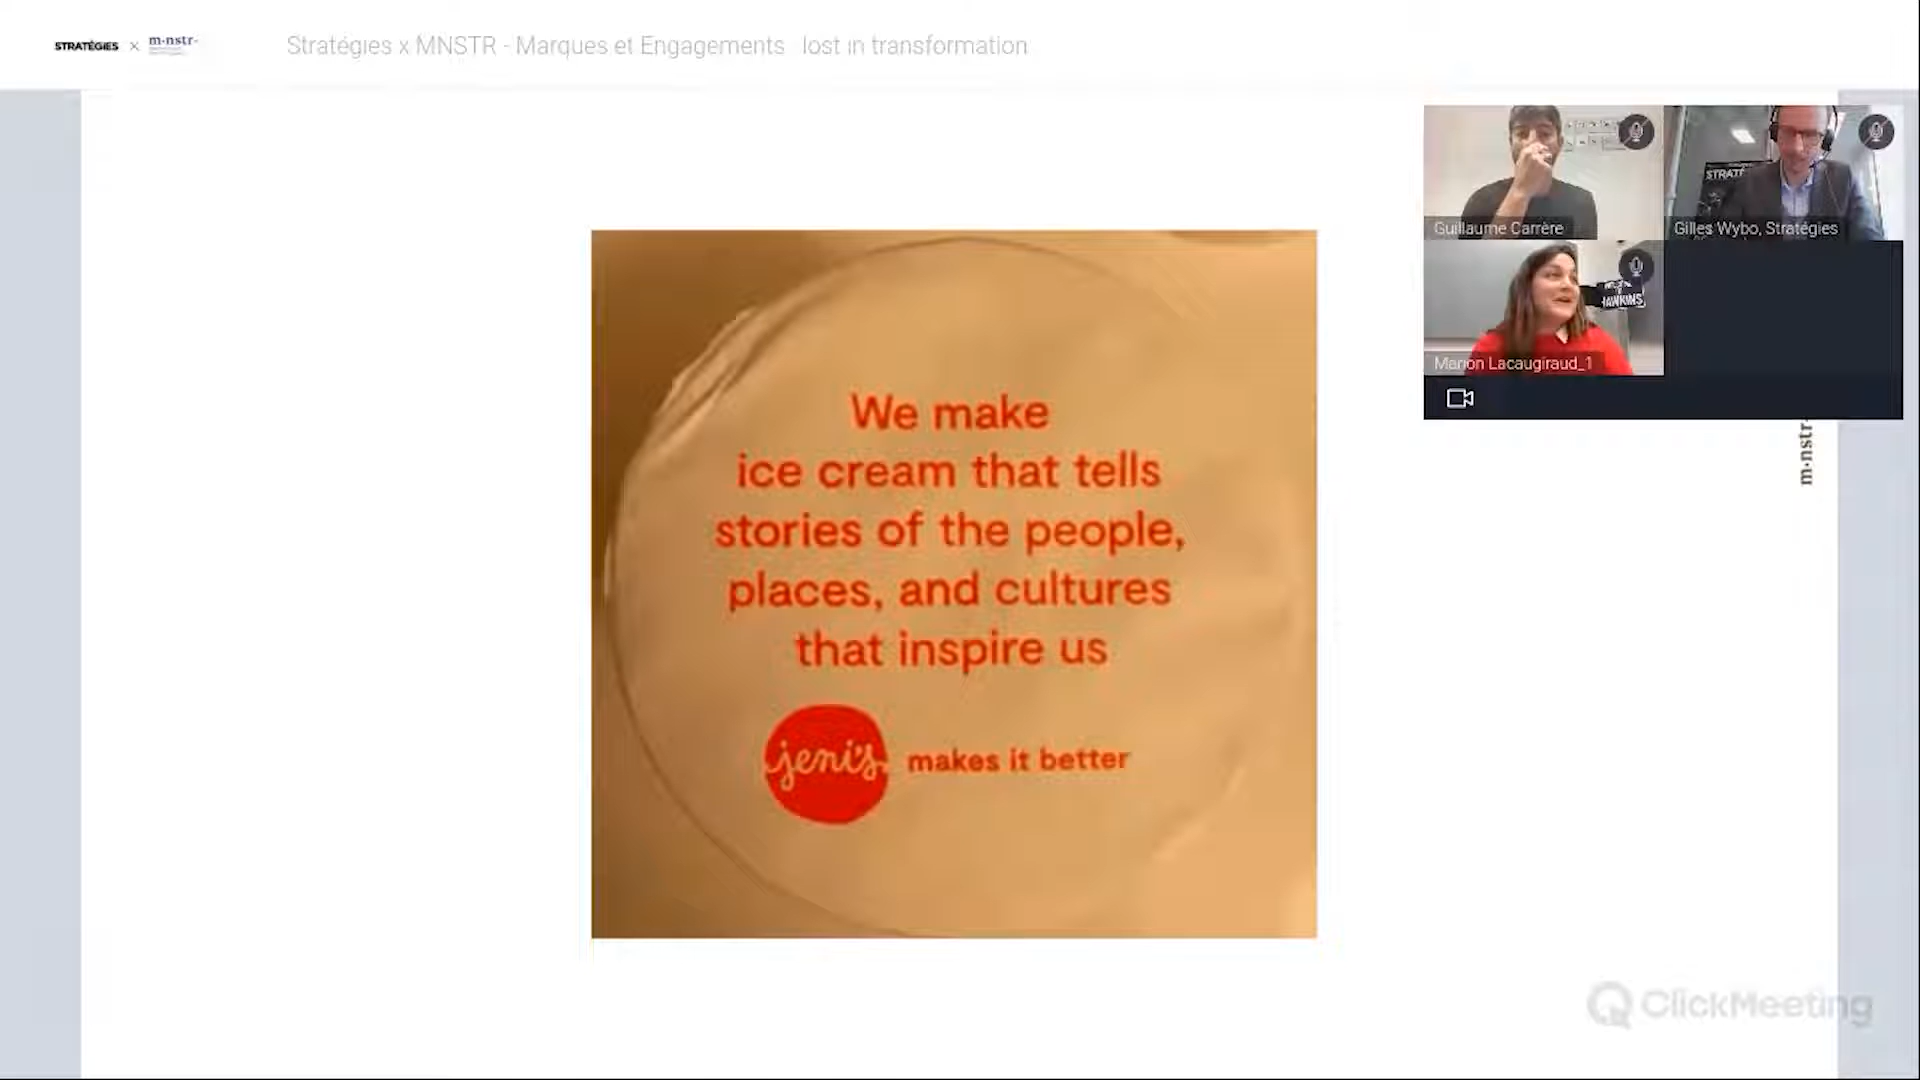 STRATÉGIES × m·nstr-
Stratégies x MNSTR - Marques et Engagements lost in transformation
STRATÉ
Guillaume Carrère
Gilles Wybo, Stratégies
HAWKINS
Marion Lacaugiraud_1
m·nstr-
We make
ice cream that tells
stories of the people,
places, and cultures
that inspire us
jeni's makes it better
ClickMeeting